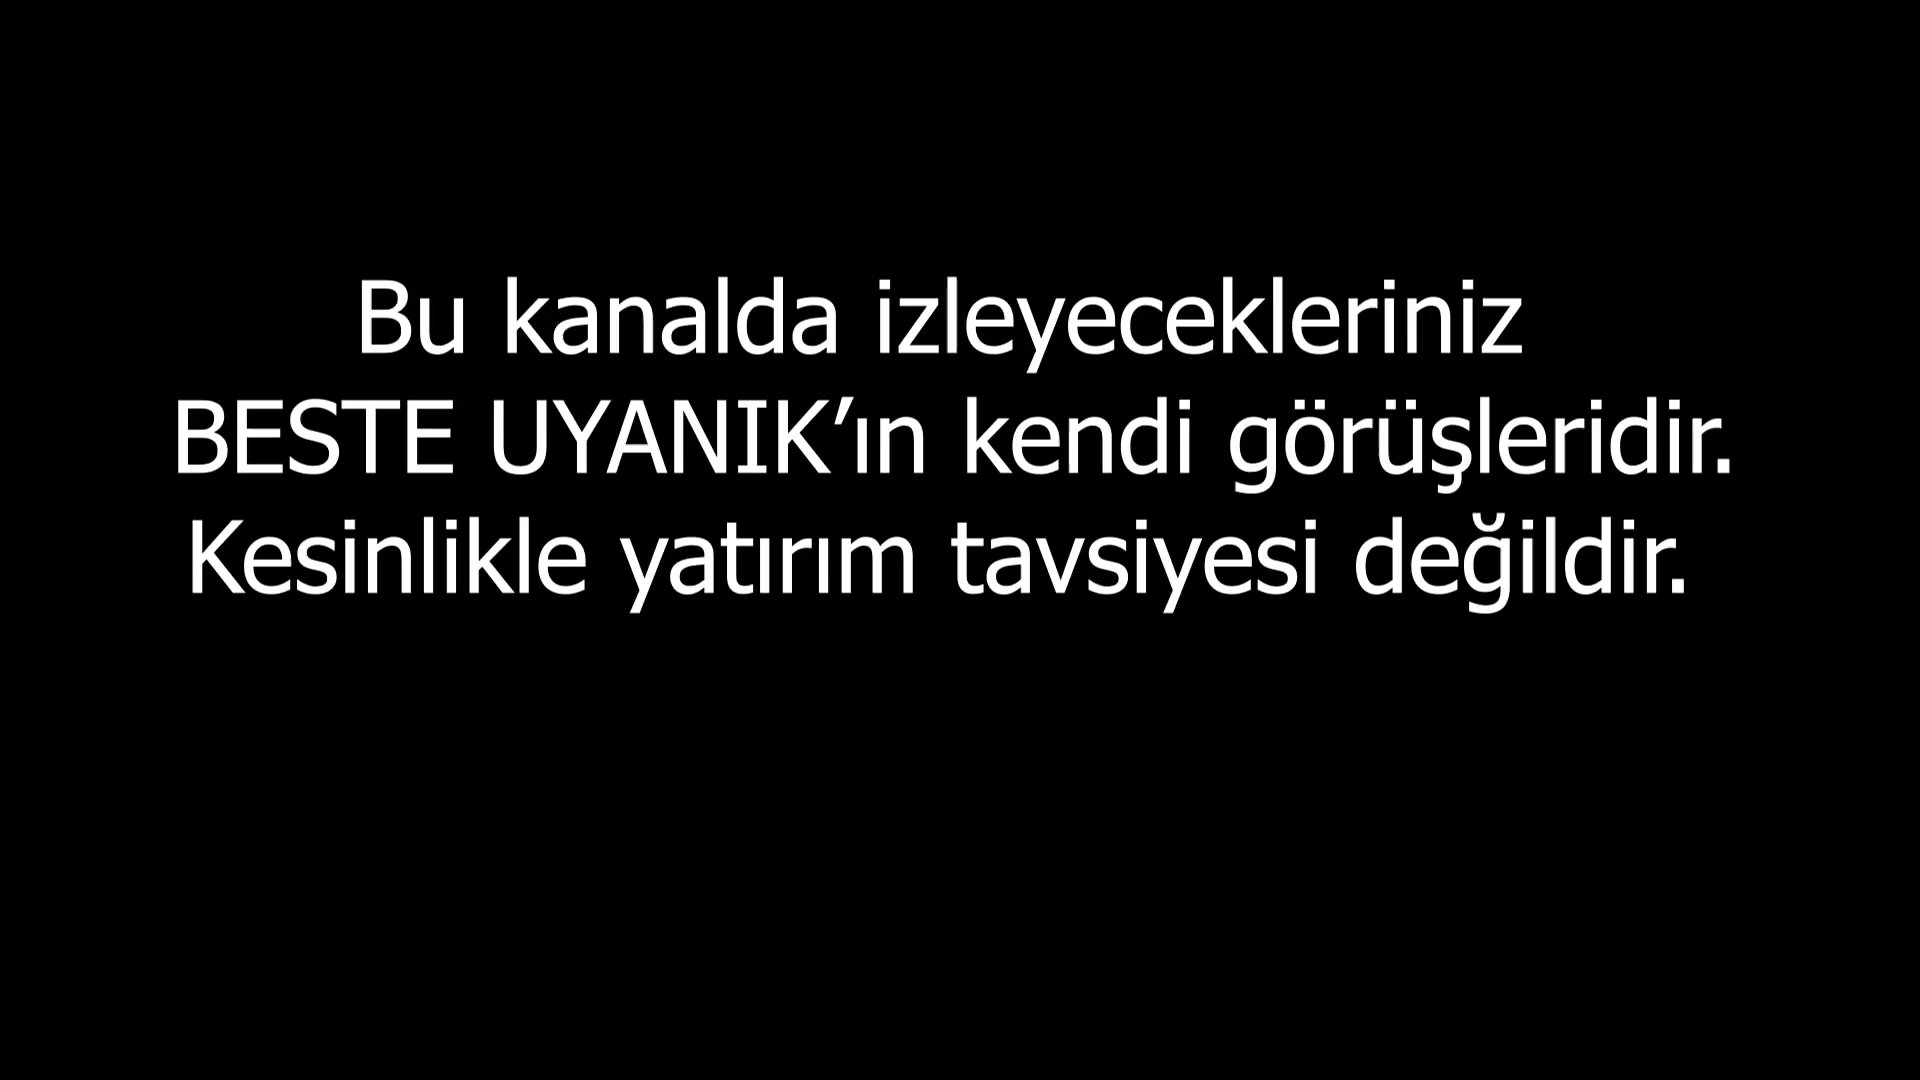 Bu kanalda izleyecekleriniz
BESTE UYANIK’ın kendi görüşleridir.
Kesinlikle yatırım tavsiyesi değildir.